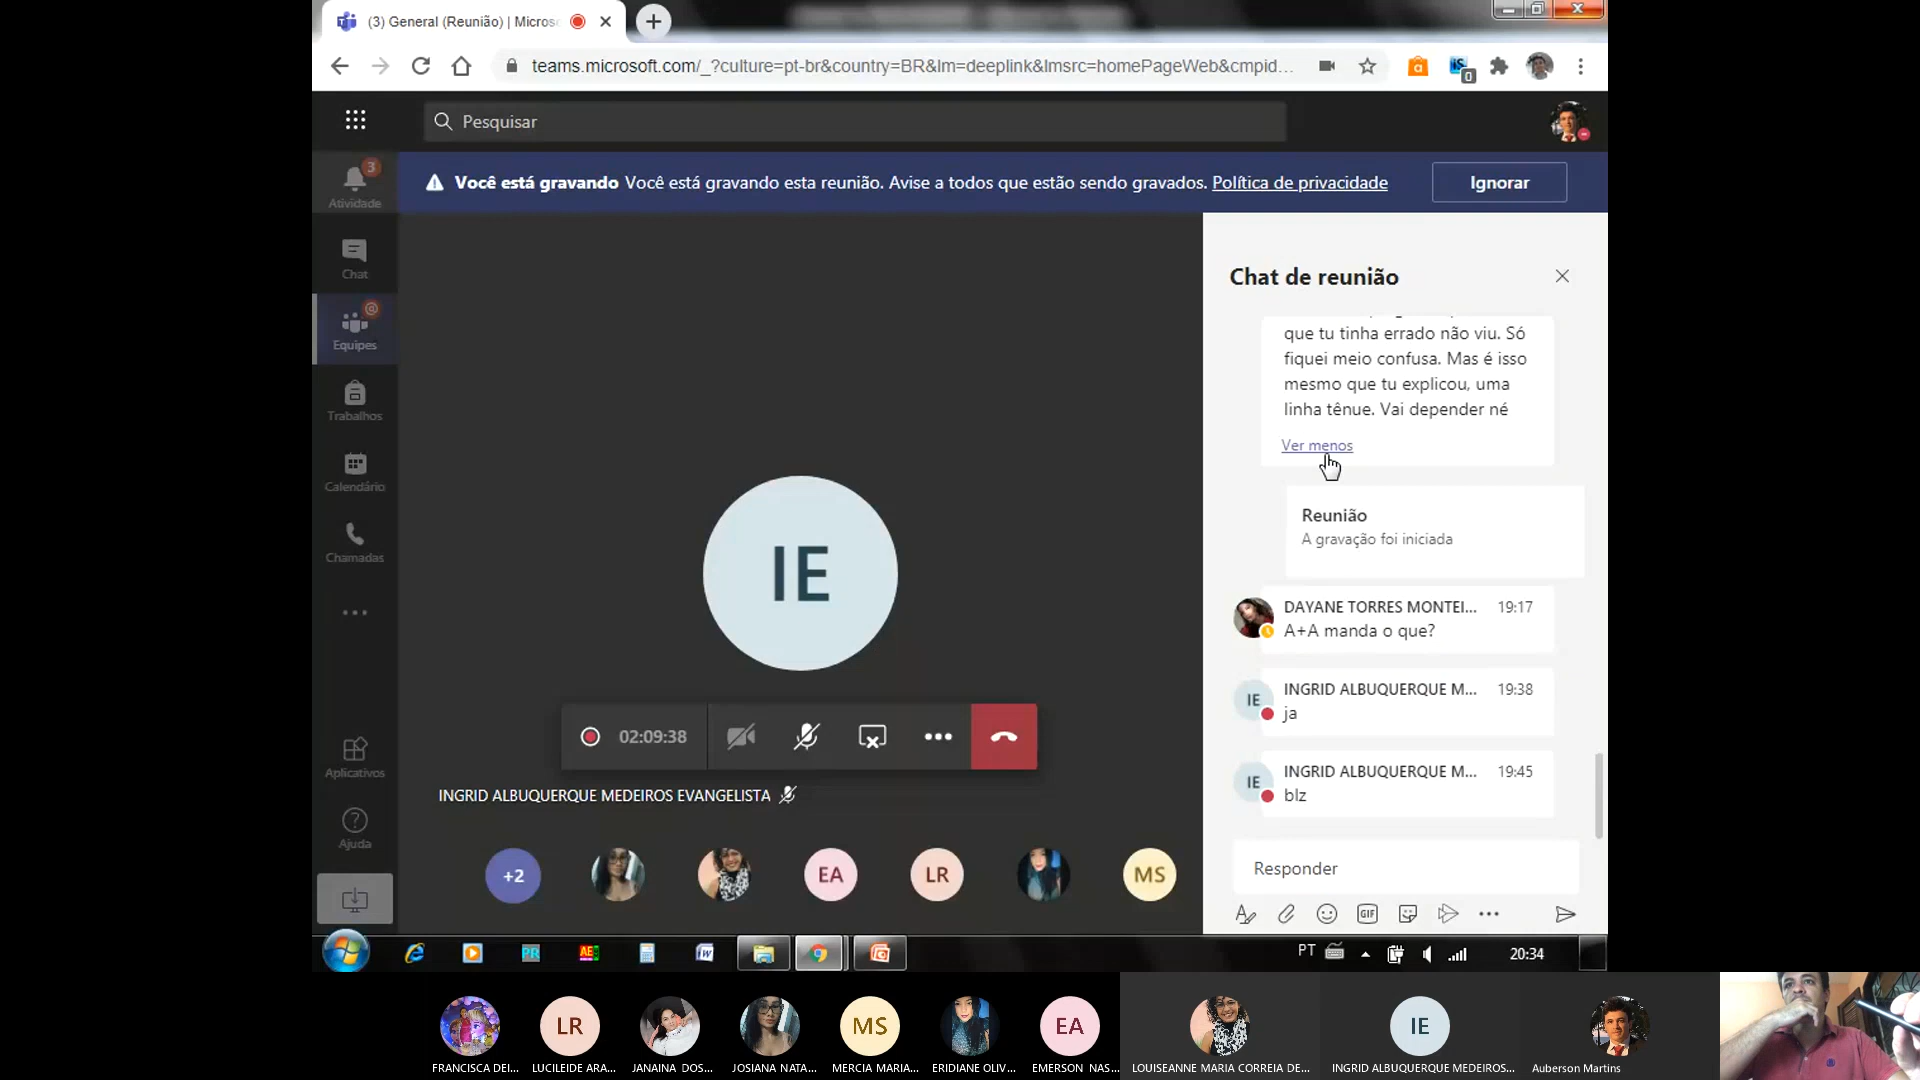 (3) General (Reunião) | Micros
teams.microsoft.com/_?culture=pt-br&country=BR&lm=deeplink&lmsrc=homePageWeb&cmpid...
0
Pesquisar
3
Atividade
Você está gravando Você está gravando esta reunião. Avise a todos que estão sendo gravados. Política de privacidade
Ignorar
Chat
Equipes
Trabalhos
Calendário
Chamadas
Aplicativos
Ajuda
IE
02:09:38
INGRID ALBUQUERQUE MEDEIROS EVANGELISTA
+2
EA
LR
MS
Chat de reunião
que tu tinha errado não viu. Só
fiquei meio confusa. Mas é isso
mesmo que tu explicou, uma
linha tênue. Vai depender né
Ver menos
Reunião
A gravação foi iniciada
DAYANE TORRES MONTEI... 19:17
A+A manda o que?
IE
INGRID ALBUQUERQUE M... 19:38
ja
IE
INGRID ALBUQUERQUE M... 19:45
blz
Responder
GIF
PR
AE
W
PT
20:34
LR
MS
EA
IE
FRANCISCA DEI...
LUCILEIDE ARA...
JANAINA DOS...
JOSIANA NATA...
MERCIA MARIA...
ERIDIANE OLIV...
EMERSON NAS...
LOUISEANNE MARIA CORREIA DE...
INGRID ALBUQUERQUE MEDEIROS...
Auberson Martins